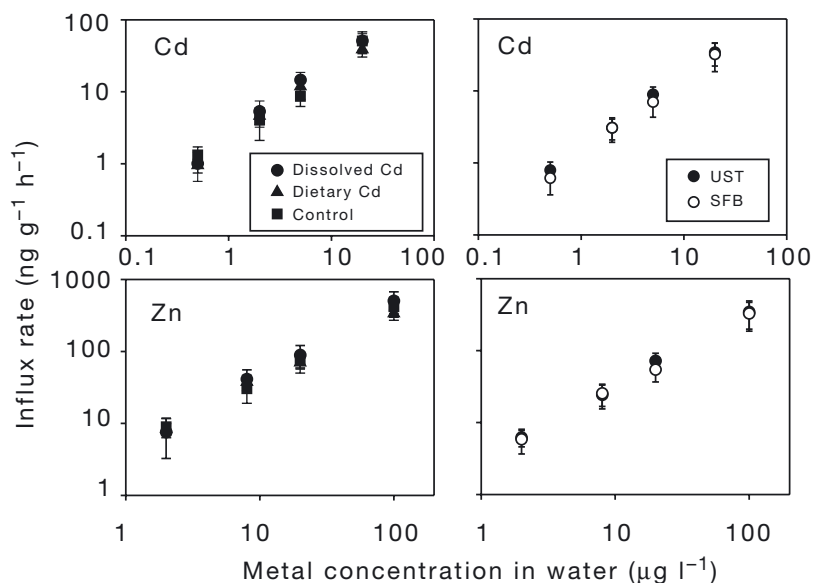 Influx rate (ng g⁻¹ h⁻¹)
100
10
1
0.1
Cd
Dissolved Cd
Dietary Cd
Control
0.1 1 10 100
Cd
UST
SFB
0.1 1 10 100
1000
100
10
1
Zn
1 10 100
Zn
1 10 100
Metal concentration in water (µg l⁻¹)